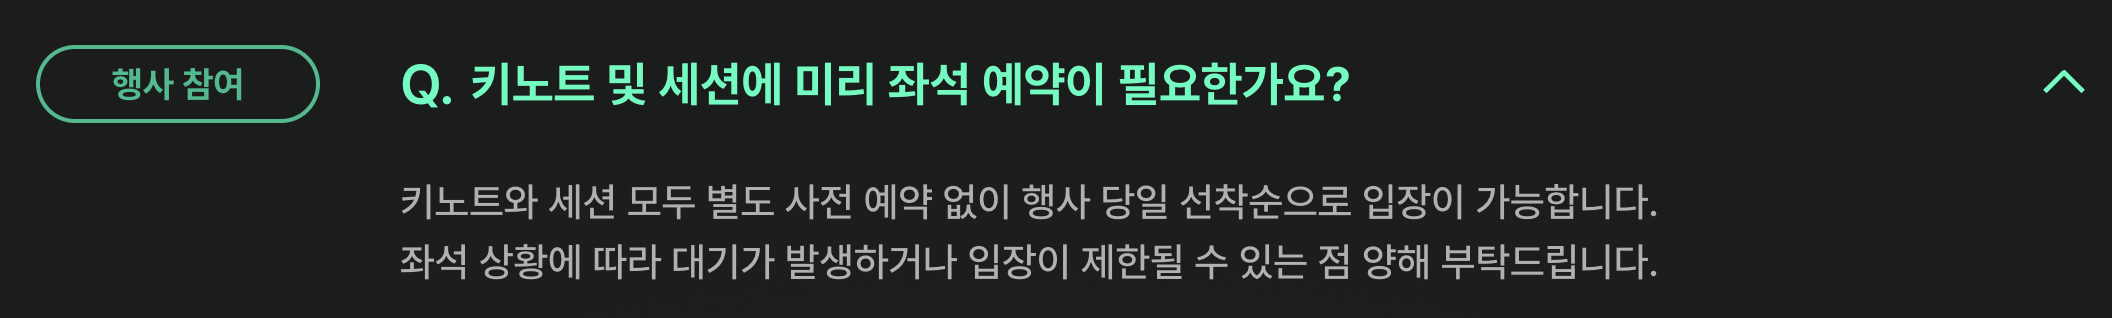 행사 참여
Q. 키노트 및 세션에 미리 좌석 예약이 필요한가요?
키노트와 세션 모두 별도 사전 예약 없이 행사 당일 선착순으로 입장이 가능합니다.
좌석 상황에 따라 대기가 발생하거나 입장이 제한될 수 있는 점 양해 부탁드립니다.